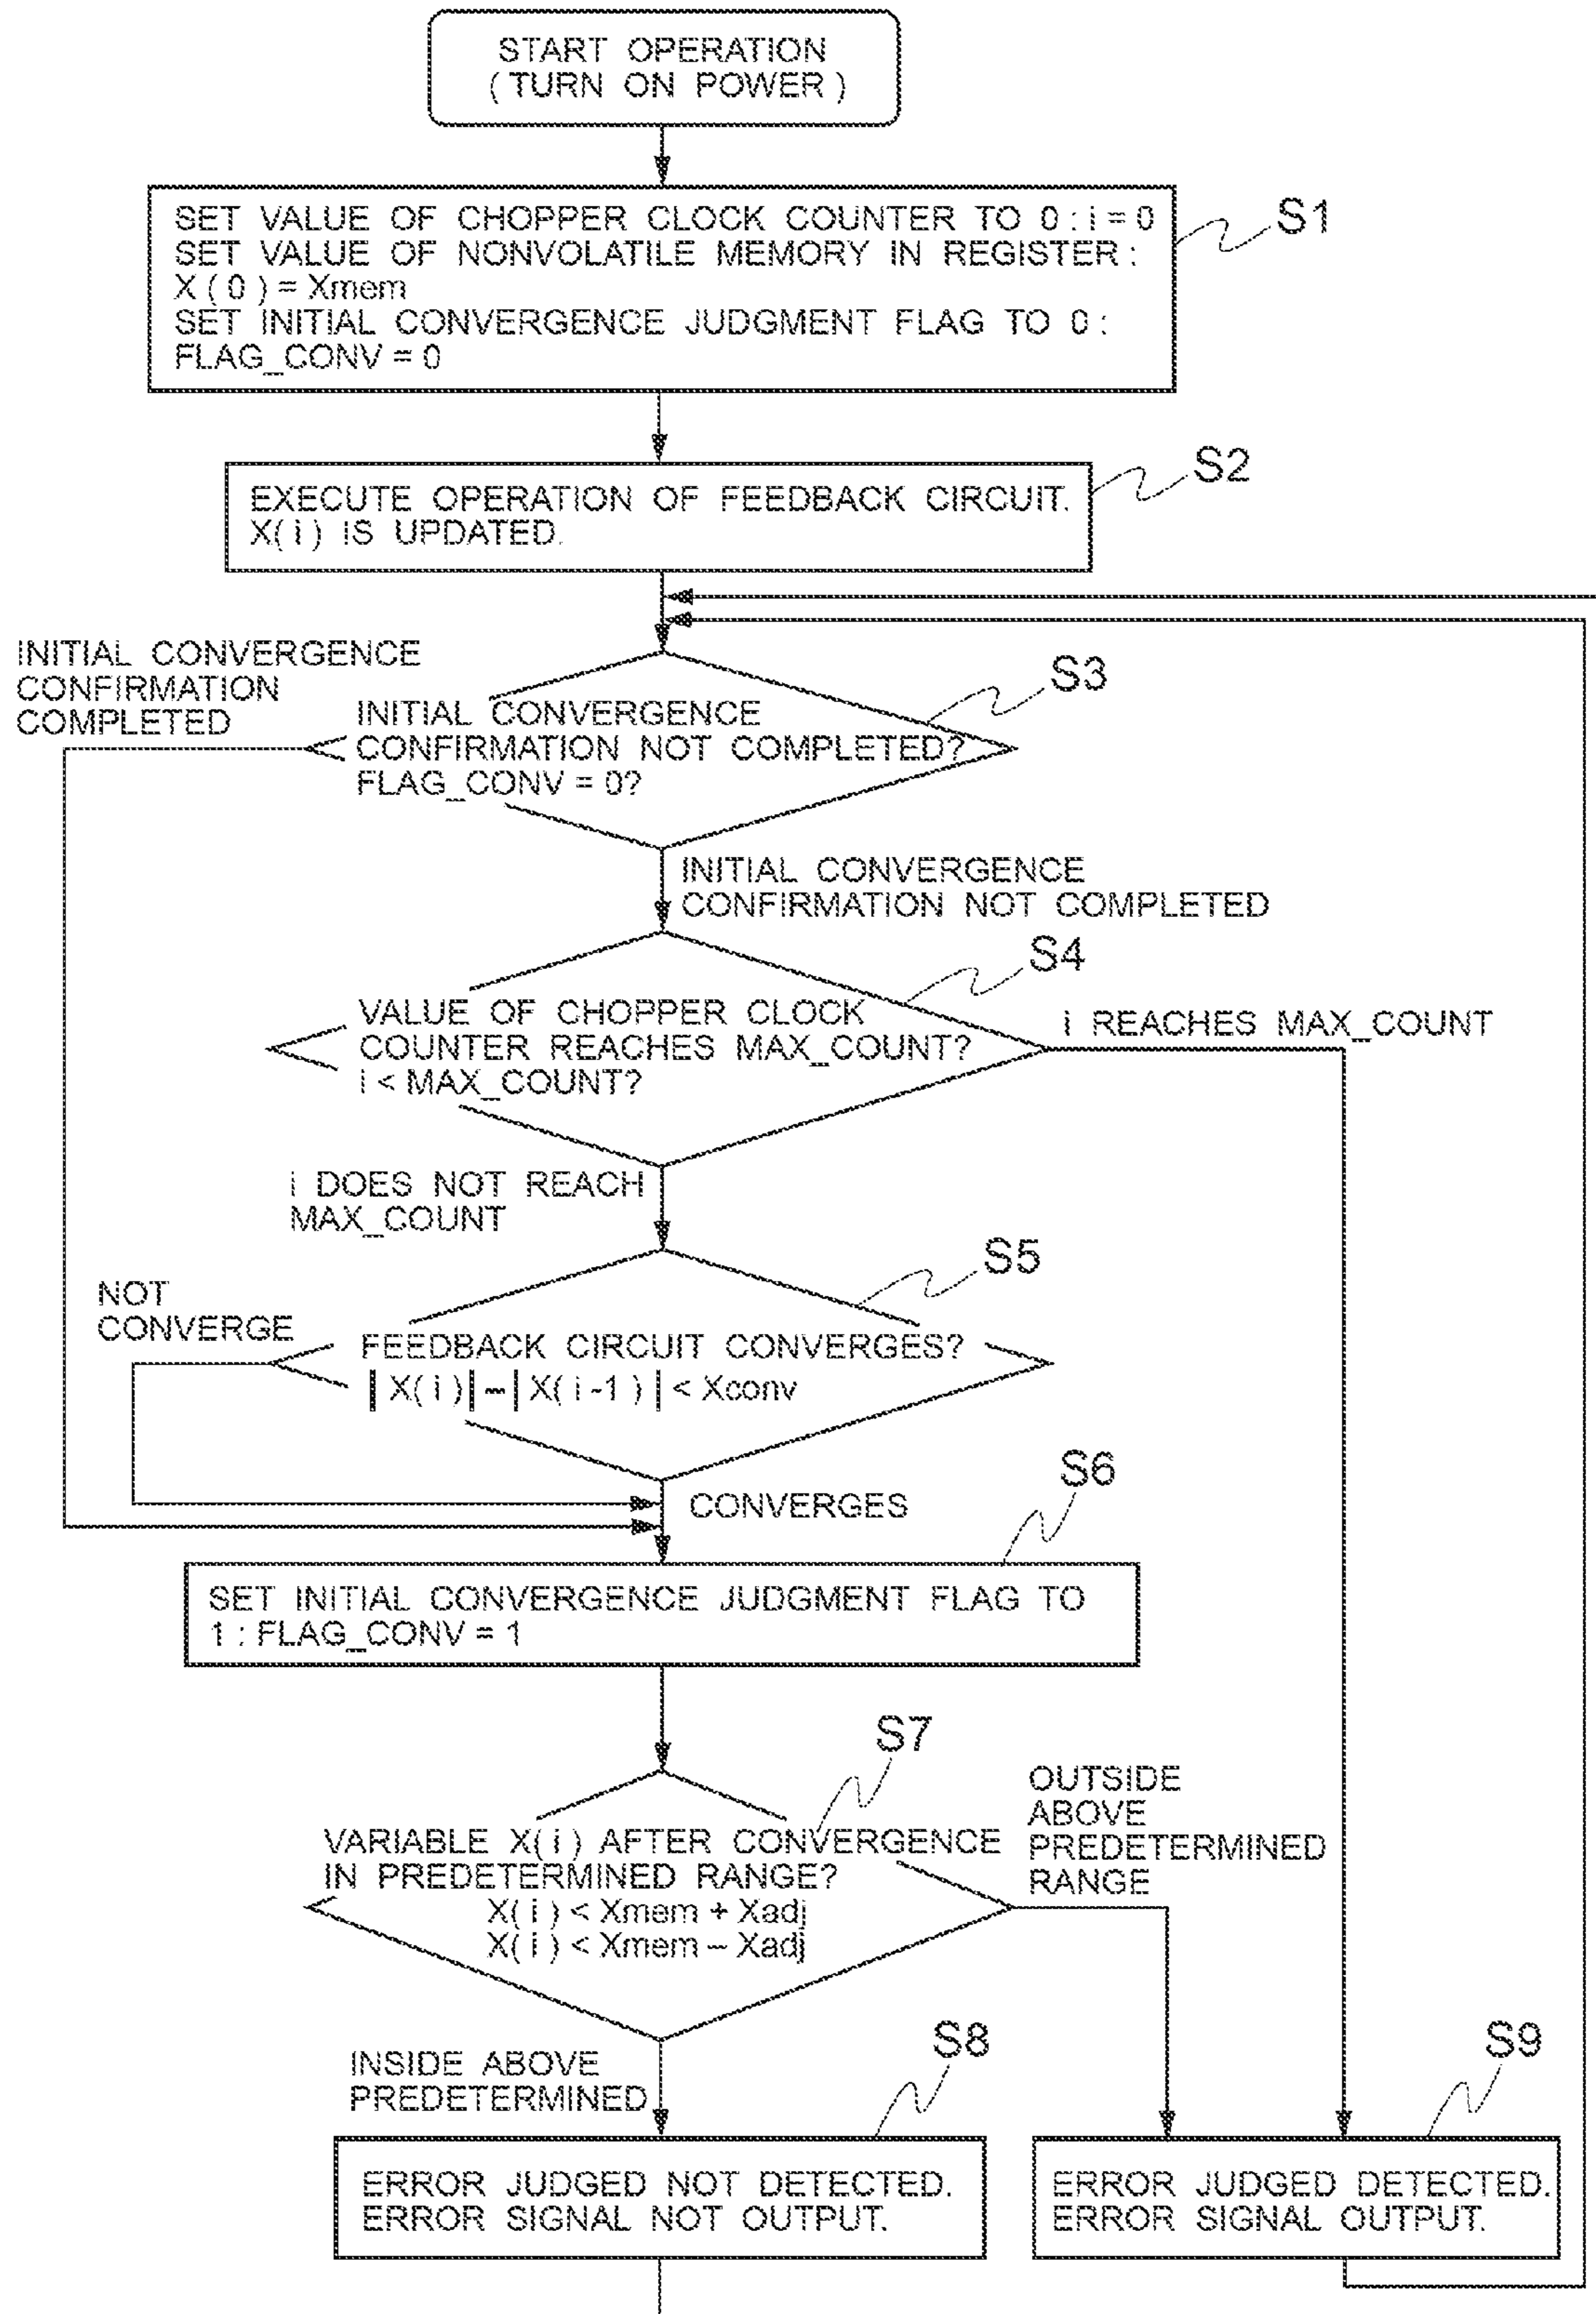 START OPERATION
( TURN ON POWER )
SET VALUE OF CHOPPER CLOCK COUNTER TO 0 : i = 0
SET VALUE OF NONVOLATILE MEMORY IN REGISTER :
X ( 0 ) = Xmem
SET INITIAL CONVERGENCE JUDGMENT FLAG TO 0 :
FLAG_CONV = 0
S1
EXECUTE OPERATION OF FEEDBACK CIRCUIT.
X( i ) IS UPDATED.
S2
INITIAL CONVERGENCE
CONFIRMATION
COMPLETED
INITIAL CONVERGENCE
CONFIRMATION NOT COMPLETED?
FLAG_CONV = 0?
S3
INITIAL CONVERGENCE
CONFIRMATION NOT COMPLETED
S4
VALUE OF CHOPPER CLOCK
COUNTER REACHES MAX_COUNT?
i < MAX_COUNT?
i REACHES MAX_COUNT
i DOES NOT REACH
MAX_COUNT
S5
NOT
CONVERGE
FEEDBACK CIRCUIT CONVERGES?
| X( i )| – | X( i -1 ) | < Xconv
CONVERGES
S6
SET INITIAL CONVERGENCE JUDGMENT FLAG TO
1 : FLAG_CONV = 1
S7
VARIABLE X( i ) AFTER CONVERGENCE
IN PREDETERMINED RANGE?
X( i ) < Xmem + Xadj
X( i ) < Xmem – Xadj
OUTSIDE
ABOVE
PREDETERMINED
RANGE
INSIDE ABOVE
PREDETERMINED
S8
ERROR JUDGED NOT DETECTED.
ERROR SIGNAL NOT OUTPUT.
S9
ERROR JUDGED DETECTED.
ERROR SIGNAL OUTPUT.